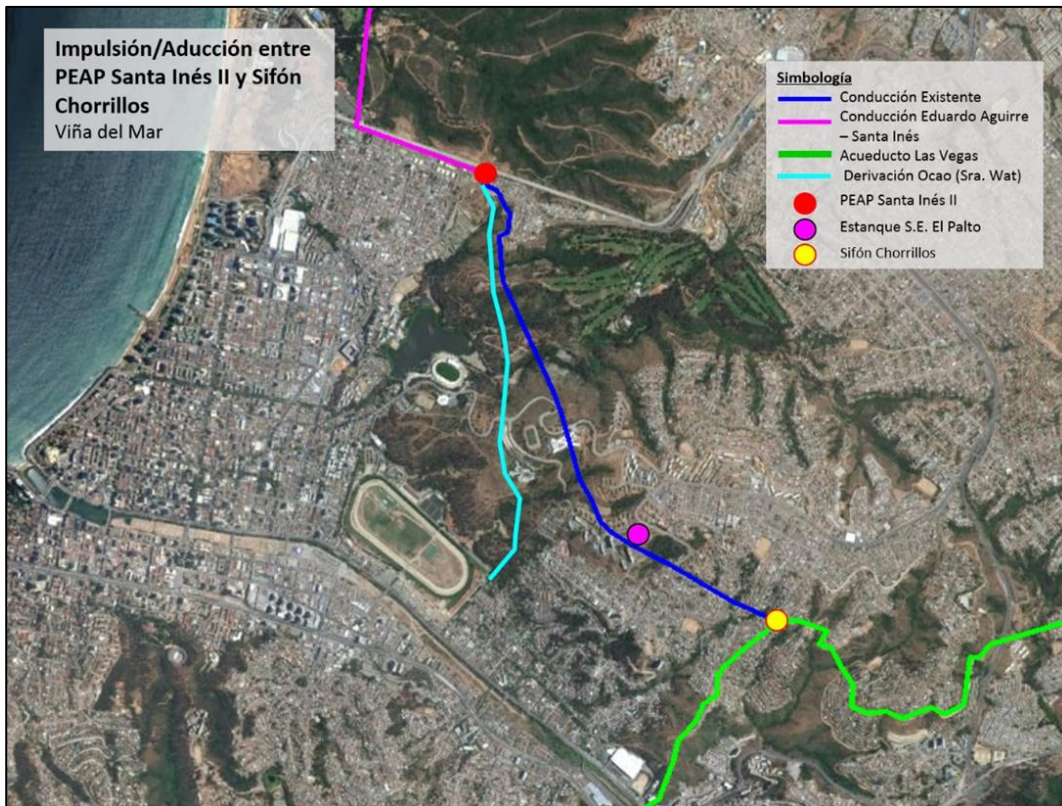 Impulsión/Aducción entre
PEAP Santa Inés II y Sifón
Chorrillos
Viña del Mar
Simbología
Conducción Existente
Conducción Eduardo Aguirre
– Santa Inés
Acueducto Las Vegas
Derivación Ocao (Sra. Wat)
PEAP Santa Inés II
Estanque S.E. El Palto
Sifón Chorrillos